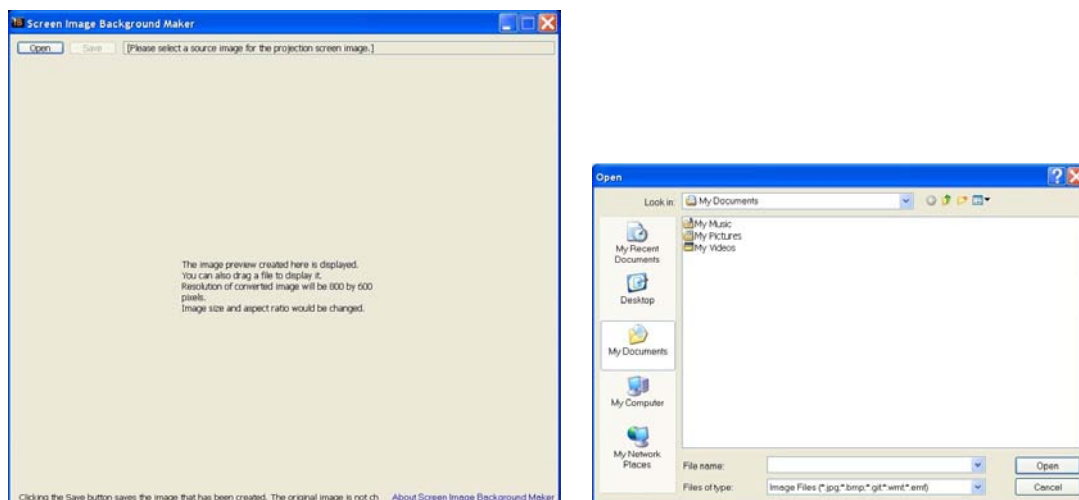 Screen Image Background Maker
Open Save [Please select a source image for the projection screen image.]
The image preview created here is displayed.
You can also drag a file to display it.
Resolution of converted image will be 800 by 600
pixels.
Image size and aspect ratio would be changed.
Clicking the Save button saves the image that has been created. The original image is not ch About Screen Image Background Maker
Open
Look in: My Documents
My Recent
Documents
Desktop
My Documents
My Computer
My Network
Places
My Music
My Pictures
My Videos
File name: Open
Files of type: Image Files (*.jpg;*.bmp;*.gif;*.wmf;*.emf) Cancel